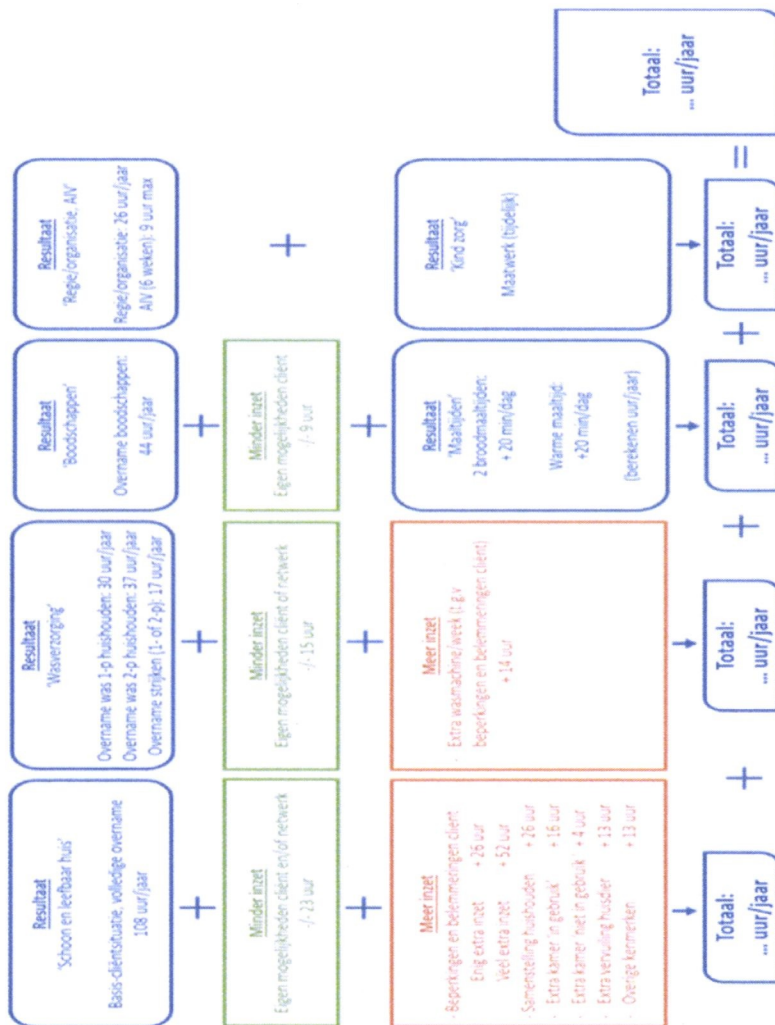 Resultaat
'Schoon en leefbaar huis'
Basis-cliëntsituatie, volledige overname
108 uur/jaar
+
Minder inzet
Eigen mogelijkheden cliënt en/of netwerk
-/- 23 uur
+
Meer inzet
- Beperkingen en belemmeringen cliënt
Enig extra inzet + 26 uur
Veel extra inzet + 52 uur
- Samenstelling huishouden + 26 uur
- Extra kamer in gebruik' + 16 uur
- Extra kamer niet in gebruik' + 4 uur
- Extra vervuiling huisdier + 13 uur
- Overige kenmerken + 13 uur
Totaal:
... uur/jaar
+
Resultaat
'Wasverzorging'
Overname was 1-p huishouden: 30 uur/jaar
Overname was 2-p huishouden: 37 uur/jaar
Overname strijken (1- of 2-p): 17 uur/jaar
+
Minder inzet
Eigen mogelijkheden cliënt of netwerk
-/- 15 uur
+
Meer inzet
- Extra wasmachine/week (t.g.v
beperkingen en belemmeringen cliënt)
+ 14 uur
Totaal:
... uur/jaar
+
Resultaat
'Boodschappen'
Overname boodschappen:
44 uur/jaar
+
Minder inzet
Eigen mogelijkheden cliënt
-/- 9 uur
+
Resultaat
'Maaltijden'
2 broodmaaltijden:
+ 20 min/dag
Warme maaltijd:
+20 min/dag
(berekenen uur/jaar)
Totaal:
... uur/jaar
+
Resultaat
'Regie/organisatie, AIV'
Regie/organisatie: 26 uur/jaar
AIV (6 weken): 9 uur max
+
Resultaat
'Kind zorg'
Maatwerk (tijdelijk)
Totaal:
... uur/jaar
=
Totaal:
... uur/jaar